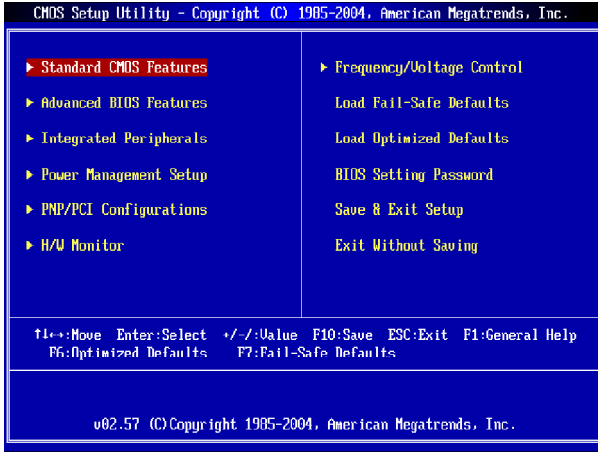 CMOS Setup Utility - Copyright (C) 1985-2004, American Megatrends, Inc.
Standard CMOS Features
Advanced BIOS Features
Integrated Peripherals
Power Management Setup
PNP/PCI Configurations
H/W Monitor
Frequency/Voltage Control
Load Fail-Safe Defaults
Load Optimized Defaults
BIOS Setting Password
Save & Exit Setup
Exit Without Saving
↑↓←→:Move Enter:Select +/-/:Value F10:Save ESC:Exit F1:General Help
F6:Optimized Defaults F7:Fail-Safe Defaults
v02.57 (C)Copyright 1985-2004, American Megatrends, Inc.